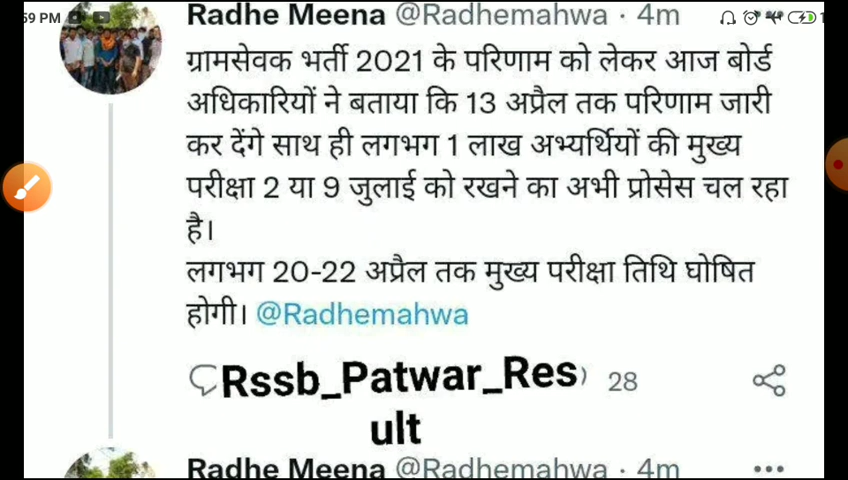 :59 PM
Radhe Meena @Radhemahwa · 4m
ग्रामसेवक भर्ती 2021 के परिणाम को लेकर आज बोर्ड
अधिकारियों ने बताया कि 13 अप्रैल तक परिणाम जारी
कर देंगे साथ ही लगभग 1 लाख अभ्यर्थियों की मुख्य
परीक्षा 2 या 9 जुलाई को रखने का अभी प्रोसेस चल रहा
है।
लगभग 20-22 अप्रैल तक मुख्य परीक्षा तिथि घोषित
होगी। @Radhemahwa
Rssb_Patwar_Res
ult
28
Radhe Meena @Radhemahwa · 4m